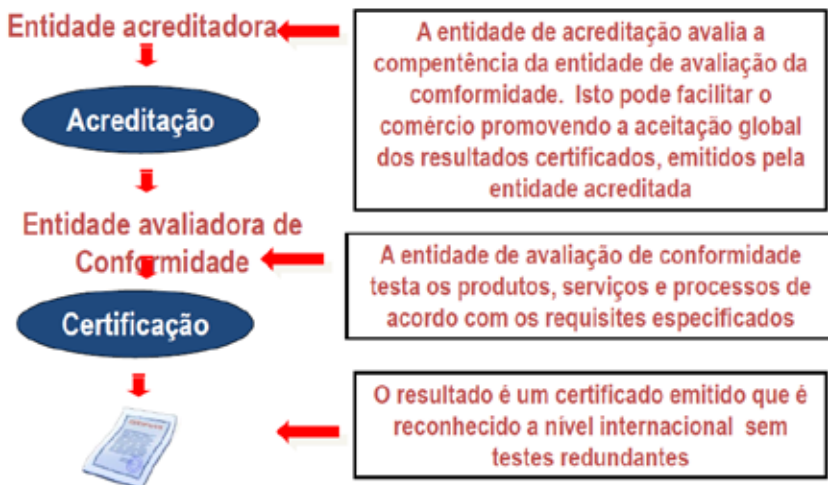 Entidade acreditadora
A entidade de acreditação avalia a
compentência da entidade de avaliação da
comformidade. Isto pode facilitar o
comércio promovendo a aceitação global
dos resultados certificados, emitidos pela
entidade acreditada
Acreditação
Entidade avaliadora de
Conformidade
A entidade de avaliação de conformidade
testa os produtos, serviços e processos de
acordo com os requisites especificados
Certificação
O resultado é um certificado emitido que é
reconhecido a nível internacional sem
testes redundantes